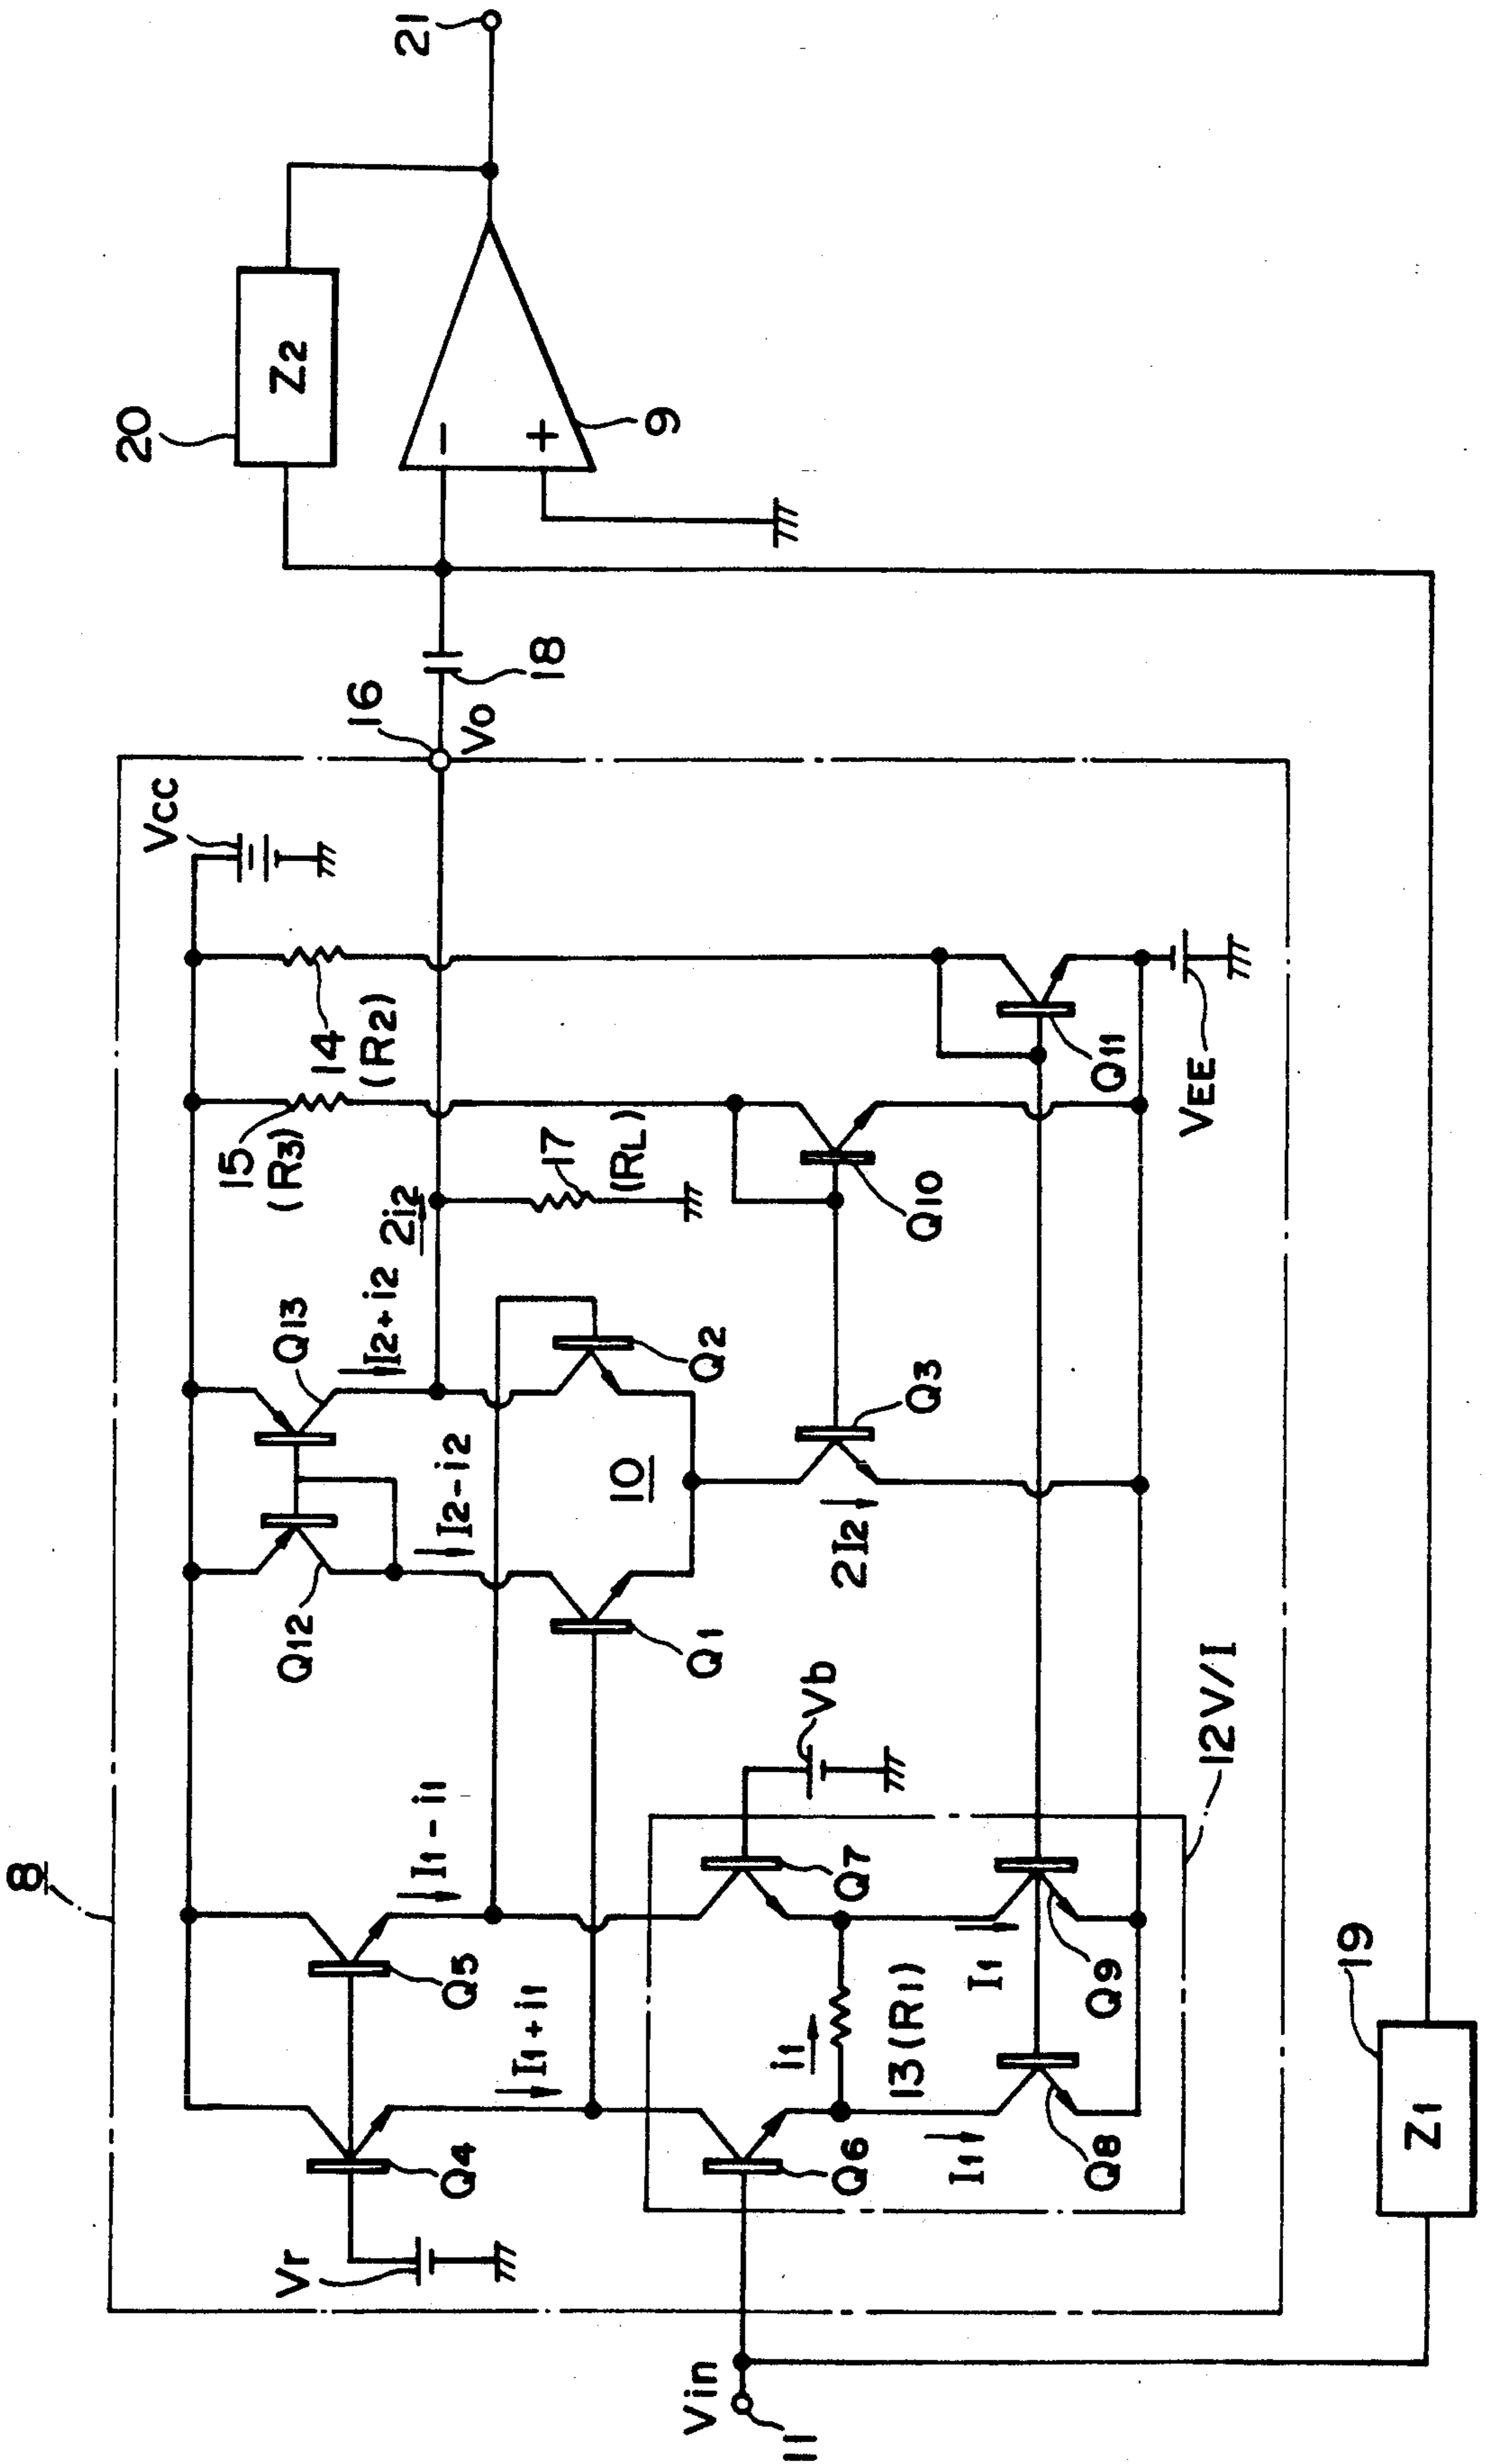 8
Vcc
20
Z2
21
Q12
Q13
15
(R3)
14
(R2)
16
Vo
18
−
+
9
Vr
Q4
Q5
I1+i1
I1−i1
I2−i2
I2+i2
2i2
17
(RL)
10
Q1
Q2
Vin
11
Q6
Q7
Vb
i1
13(R1)
2I2
Q3
Q10
I1
I1
Q8
Q9
Q11
VEE
12V/I
19
Z1